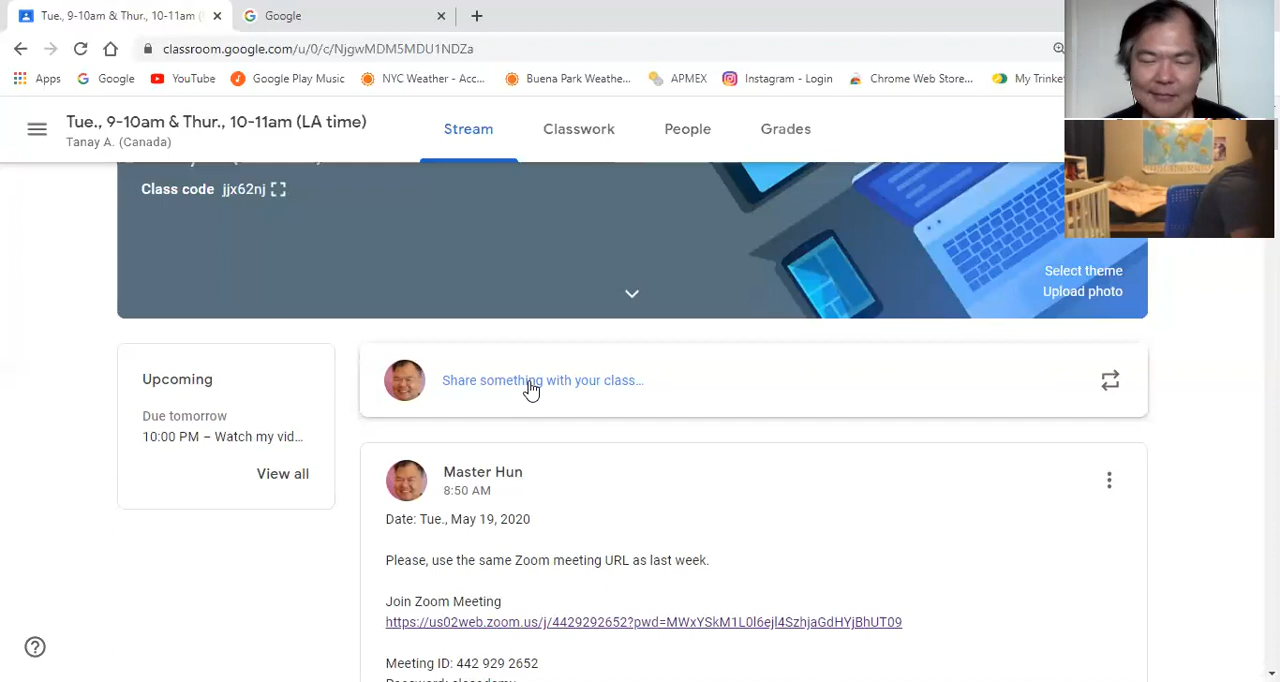 Tue., 9-10am & Thur., 10-11am (
Google
classroom.google.com/u/0/c/NjgwMDM5MDU1NDZa
Apps
Google
YouTube
Google Play Music
NYC Weather - Acc...
Buena Park Weathe...
APMEX
Instagram - Login
Chrome Web Store...
My Trinke
Tue., 9-10am & Thur., 10-11am (LA time)
Tanay A. (Canada)
Stream
Classwork
People
Grades
Class code jjx62nj
Select theme
Upload photo
Upcoming
Due tomorrow
10:00 PM – Watch my vid...
View all
Share something with your class...
Master Hun
8:50 AM
Date: Tue., May 19, 2020
Please, use the same Zoom meeting URL as last week.
Join Zoom Meeting
https://us02web.zoom.us/j/4429292652?pwd=MWxYSkM1L0l6ejl4SzhjaGdHYjBhUT09
Meeting ID: 442 929 2652